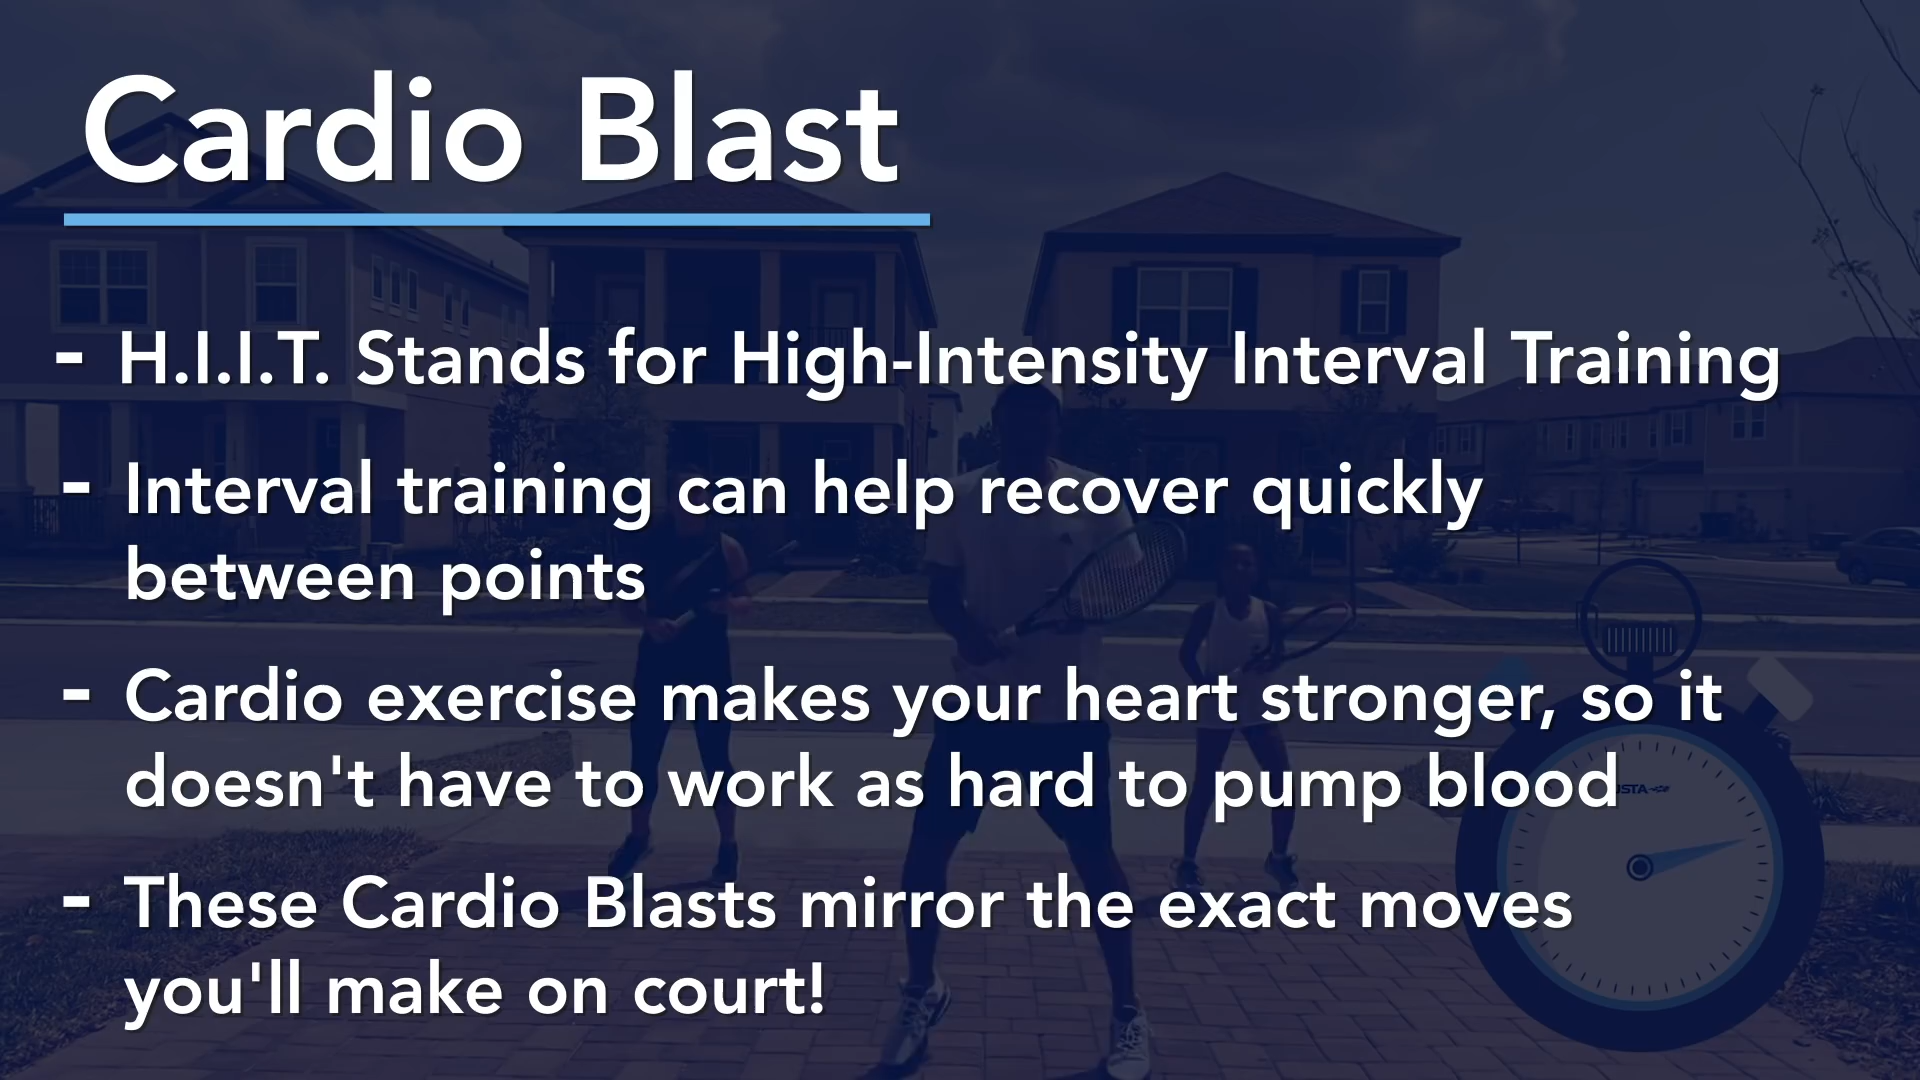 Cardio Blast
- H.I.I.T. Stands for High-Intensity Interval Training
- Interval training can help recover quickly
between points
- Cardio exercise makes your heart stronger, so it
doesn't have to work as hard to pump blood
USTA
- These Cardio Blasts mirror the exact moves
you'll make on court!